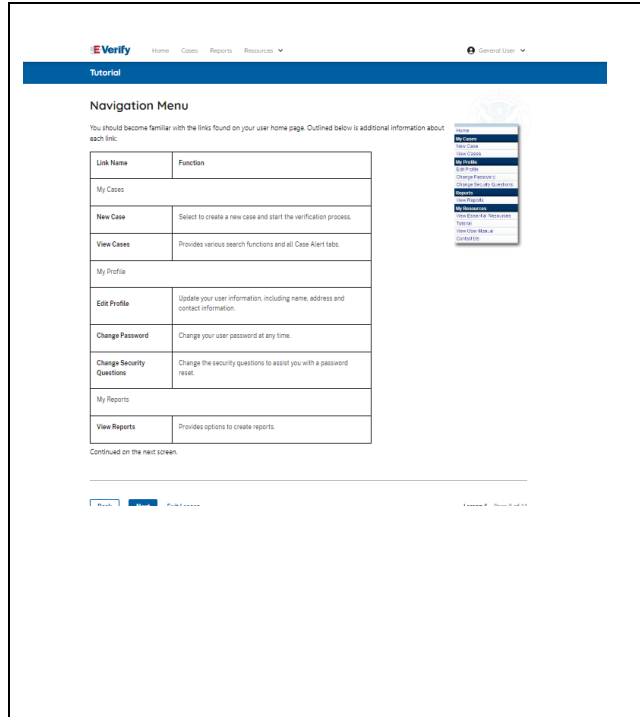 E-Verify Home Cases Reports Resources General User
Tutorial
Navigation Menu
You should become familiar with the links found on your user home page. Outlined below is additional information about
each link:
Link Name Function
My Cases
New Case Select to create a new case and start the verification process.
View Cases Provides various search functions and all Case Alert tabs.
My Profile
Edit Profile Update your user information, including name, address and
contact information.
Change Password Change your user password at any time.
Change Security
Questions
Change the security questions to assist you with a password
reset.
My Reports
View Reports Provides options to create reports.
Continued on the next screen.
Home
My Cases
New Case
View Cases
My Profile
Edit Profile
Change Password
Change Security Questions
Reports
View Reports
My Resources
View Essential Resources
Tutorial
View User Manual
Contact Us
Back Next Exit Lesson